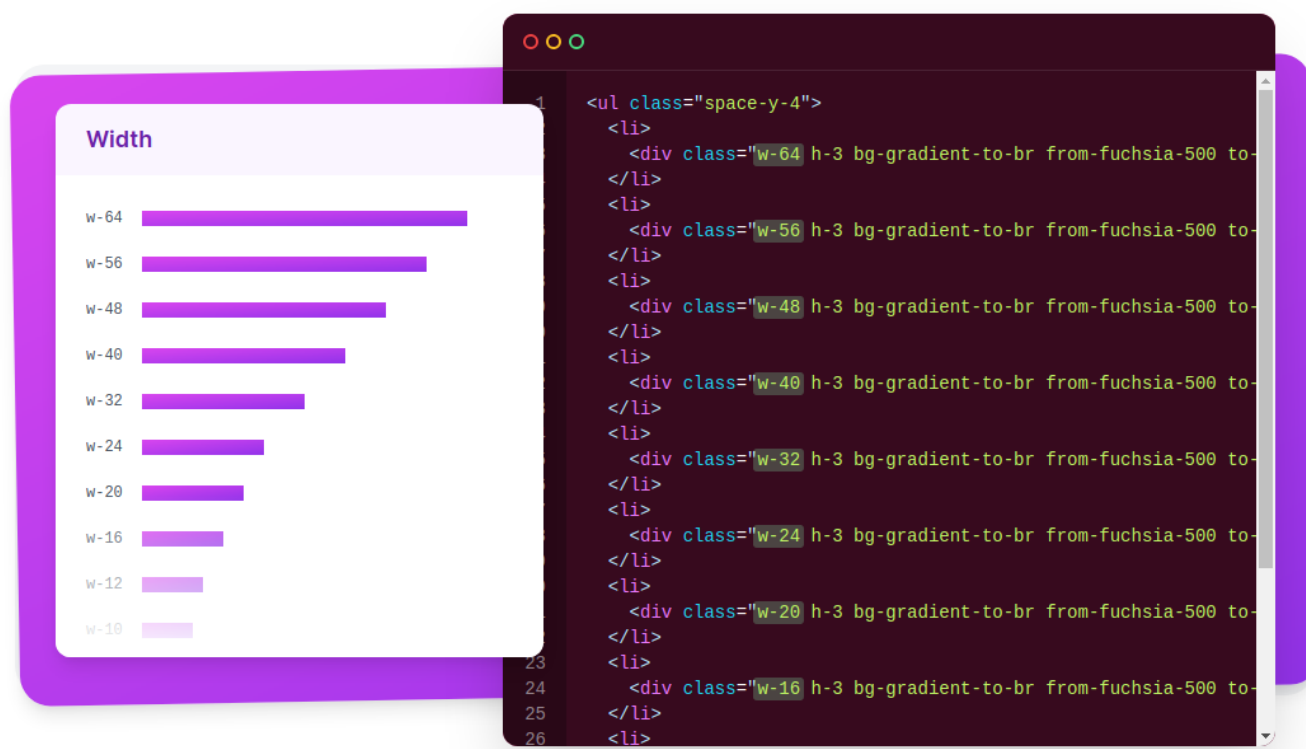 Width
w-64
w-56
w-48
w-40
w-32
w-24
w-20
w-16
w-12
w-10
1 <ul class="space-y-4">
<li>
<div class="w-64 h-3 bg-gradient-to-br from-fuchsia-500 to-
</li>
<li>
<div class="w-56 h-3 bg-gradient-to-br from-fuchsia-500 to-
</li>
<li>
<div class="w-48 h-3 bg-gradient-to-br from-fuchsia-500 to-
</li>
<li>
<div class="w-40 h-3 bg-gradient-to-br from-fuchsia-500 to-
</li>
<li>
<div class="w-32 h-3 bg-gradient-to-br from-fuchsia-500 to-
</li>
<li>
<div class="w-24 h-3 bg-gradient-to-br from-fuchsia-500 to-
</li>
<li>
<div class="w-20 h-3 bg-gradient-to-br from-fuchsia-500 to-
</li>
23 <li>
24 <div class="w-16 h-3 bg-gradient-to-br from-fuchsia-500 to-
25 </li>
26 <li>